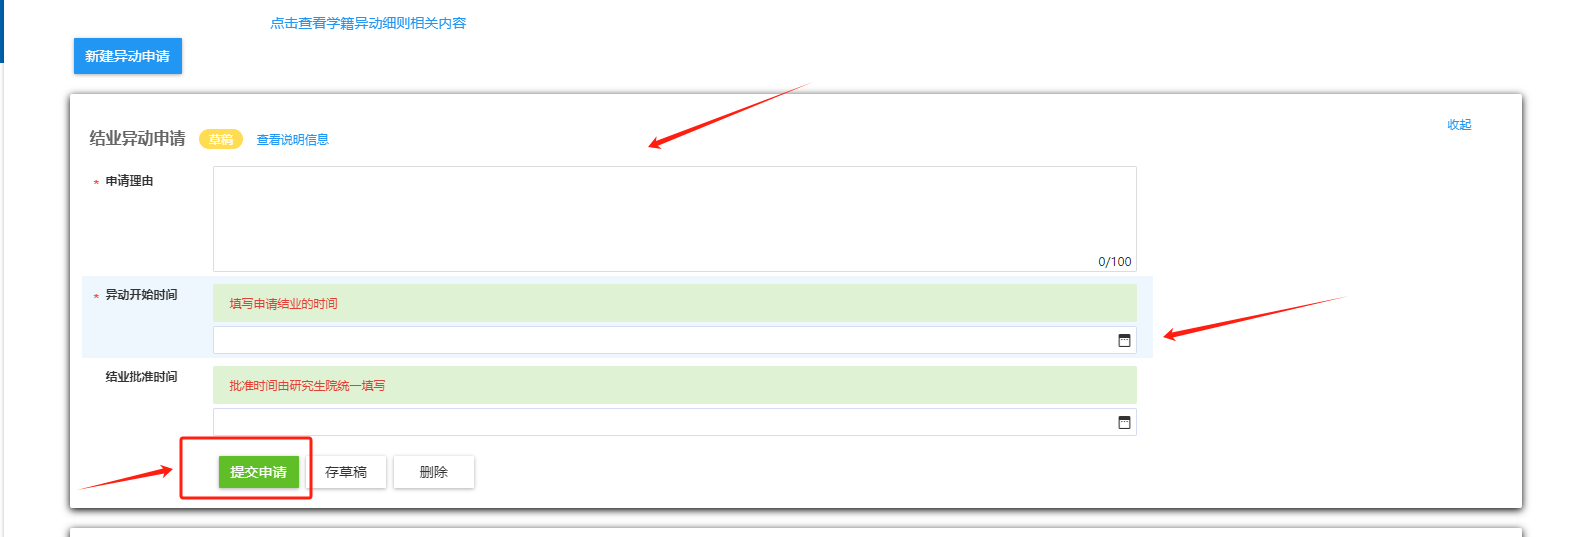 点击查看学籍异动细则相关内容
新建异动申请
结业异动申请 草稿 查看说明信息 收起
* 申请理由
0/100
* 异动开始时间 填写申请结业的时间
结业批准时间 批准时间由研究生院统一填写
提交申请 存草稿 删除